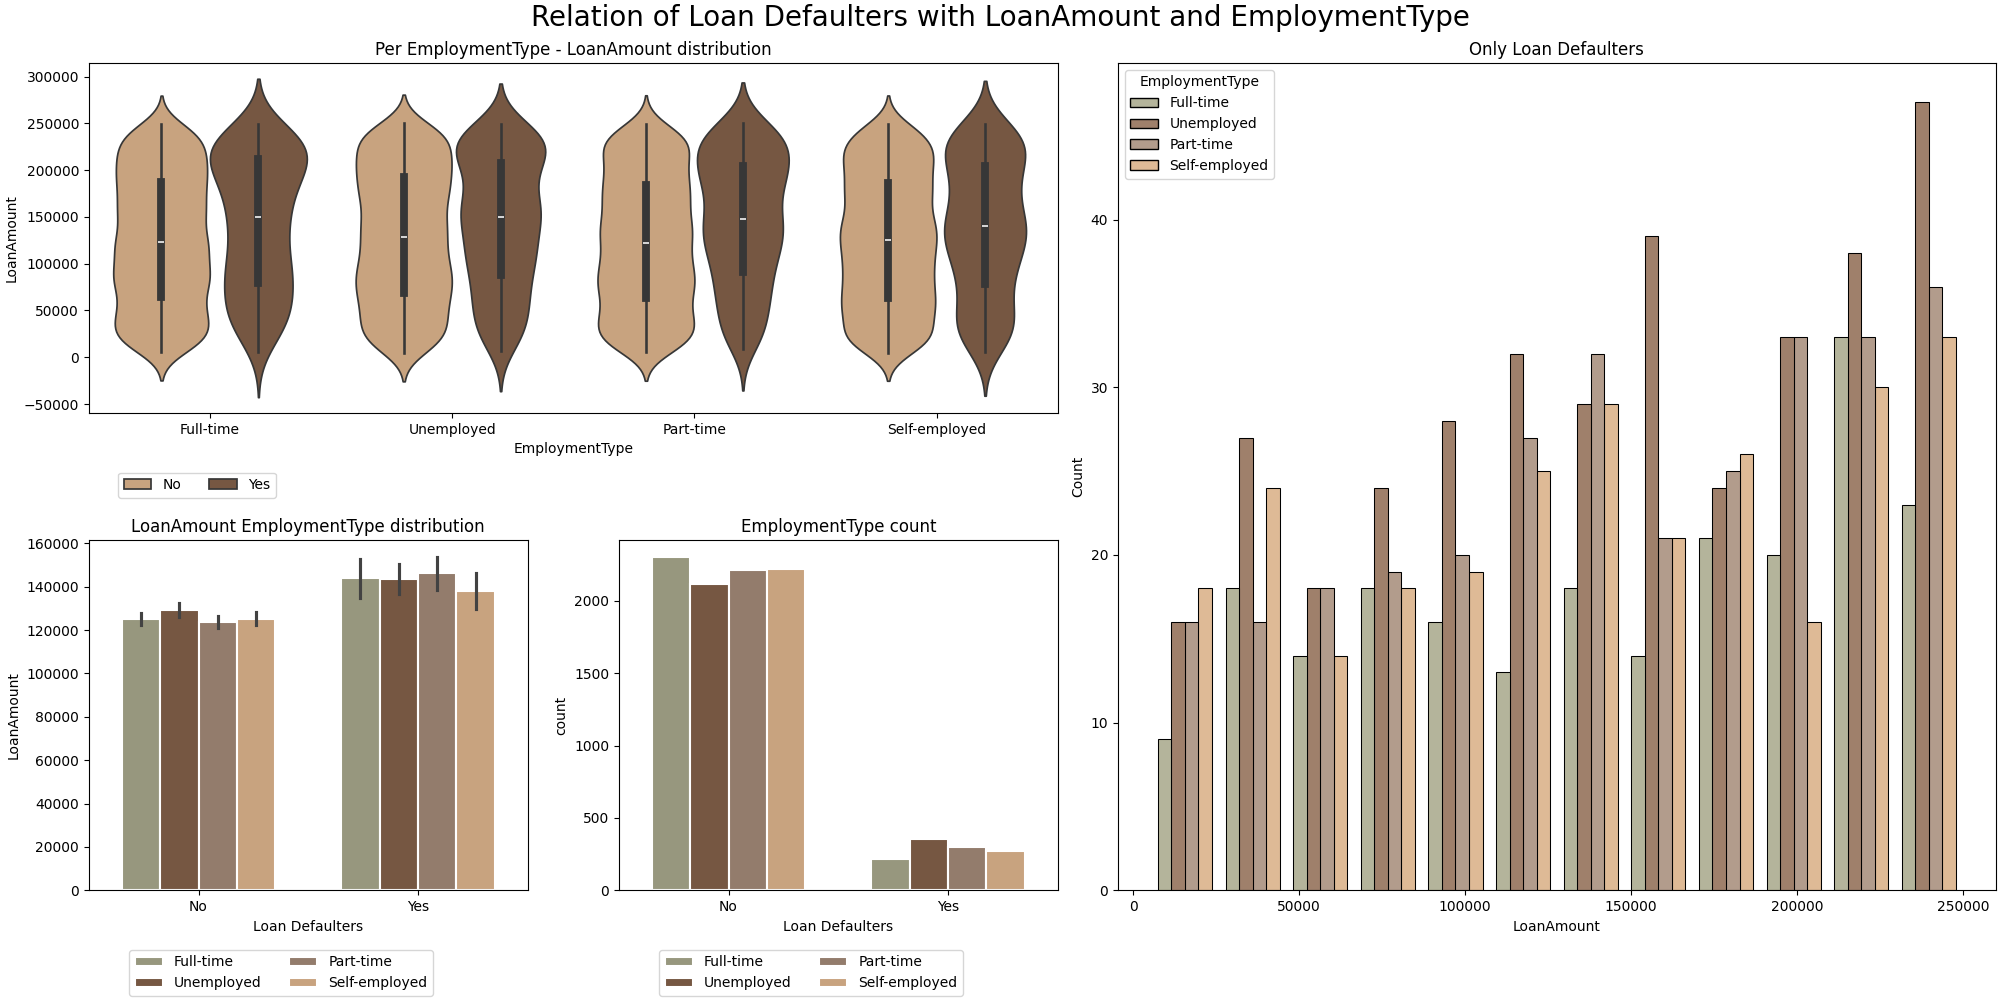 Relation of Loan Defaulters with LoanAmount and EmploymentType
Per EmploymentType - LoanAmount distribution
LoanAmount
300000
250000
200000
150000
100000
50000
0
−50000
Full-time Unemployed Part-time Self-employed
EmploymentType
No Yes
LoanAmount EmploymentType distribution
LoanAmount
160000
140000
120000
100000
80000
60000
40000
20000
0
No Yes
Loan Defaulters
Full-time Part-time
Unemployed Self-employed
EmploymentType count
count
2000
1500
1000
500
0
No Yes
Loan Defaulters
Full-time Part-time
Unemployed Self-employed
Only Loan Defaulters
EmploymentType
Full-time
Unemployed
Part-time
Self-employed
Count
40
30
20
10
0
0 50000 100000 150000 200000 250000
LoanAmount